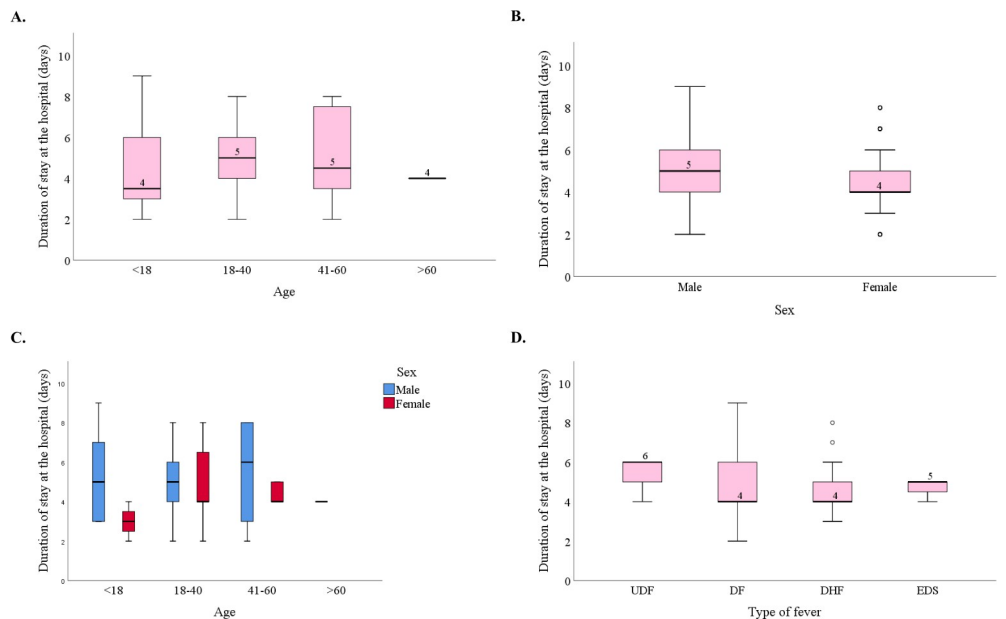 A.
Duration of stay at the hospital (days)
10
8
6
4
2
0
4
5
5
4
<18
18-40
41-60
>60
Age
B.
Duration of stay at the hospital (days)
10
8
6
4
2
0
5
4
Male
Female
Sex
C.
Duration of stay at the hospital (days)
10
8
6
4
2
0
Sex
Male
Female
<18
18-40
41-60
>60
Age
D.
Duration of stay at the hospital (days)
10
8
6
4
2
0
6
4
4
5
UDF
DF
DHF
EDS
Type of fever